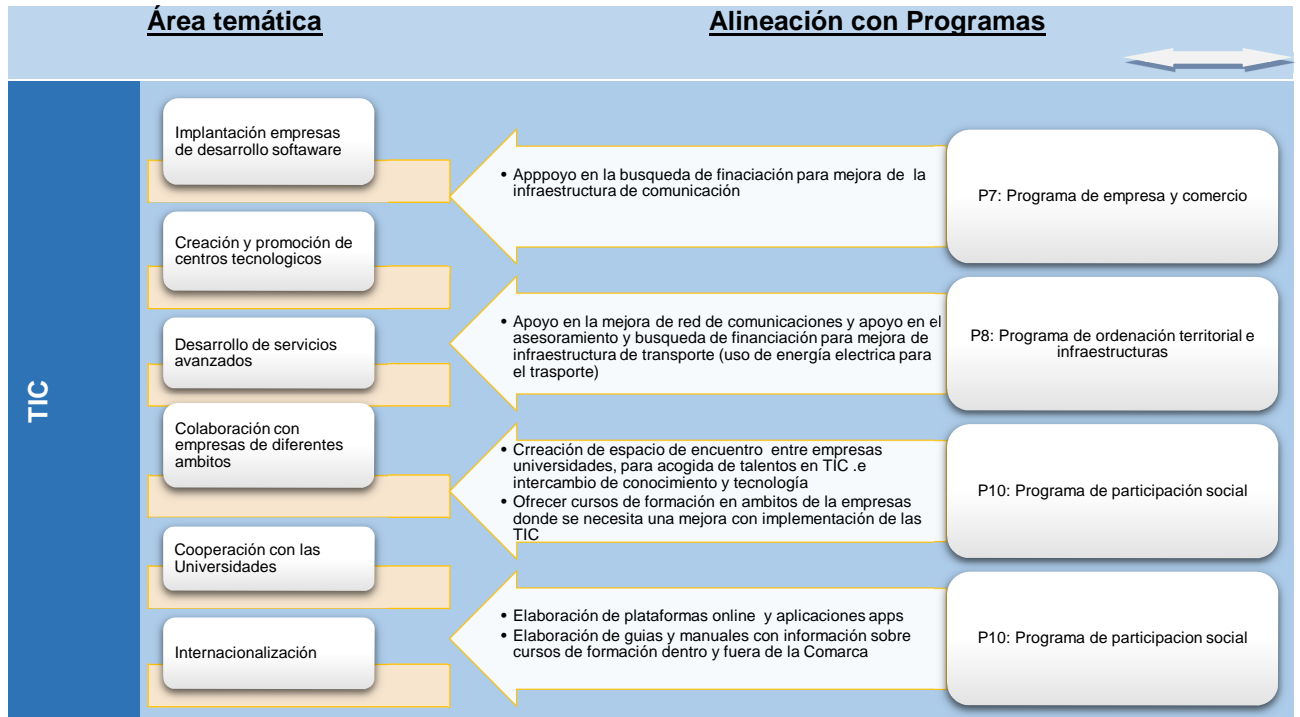 Área temática
Alineación con Programas
TIC
Implantación empresas
de desarrollo softaware
Creación y promoción de
centros tecnologicos
Desarrollo de servicios
avanzados
Colaboración con
empresas de diferentes
ambitos
Cooperación con las
Universidades
Internacionalización
• Apppoyo en la busqueda de finaciación para mejora de la
infraestructura de comunicación
P7: Programa de empresa y comercio
• Apoyo en la mejora de red de comunicaciones y apoyo en el
asesoramiento y busqueda de financiación para mejora de
infraestructura de transporte (uso de energía electrica para
el trasporte)
P8: Programa de ordenación territorial e
infraestructuras
• Crreación de espacio de encuentro entre empresas
universidades, para acogida de talentos en TIC .e
intercambio de conocimiento y tecnología
• Ofrecer cursos de formación en ambitos de la empresas
donde se necesita una mejora con implementación de las
TIC
P10: Programa de participación social
• Elaboración de plataformas online y aplicaciones apps
• Elaboración de guias y manuales con información sobre
cursos de formación dentro y fuera de la Comarca
P10: Programa de participacion social